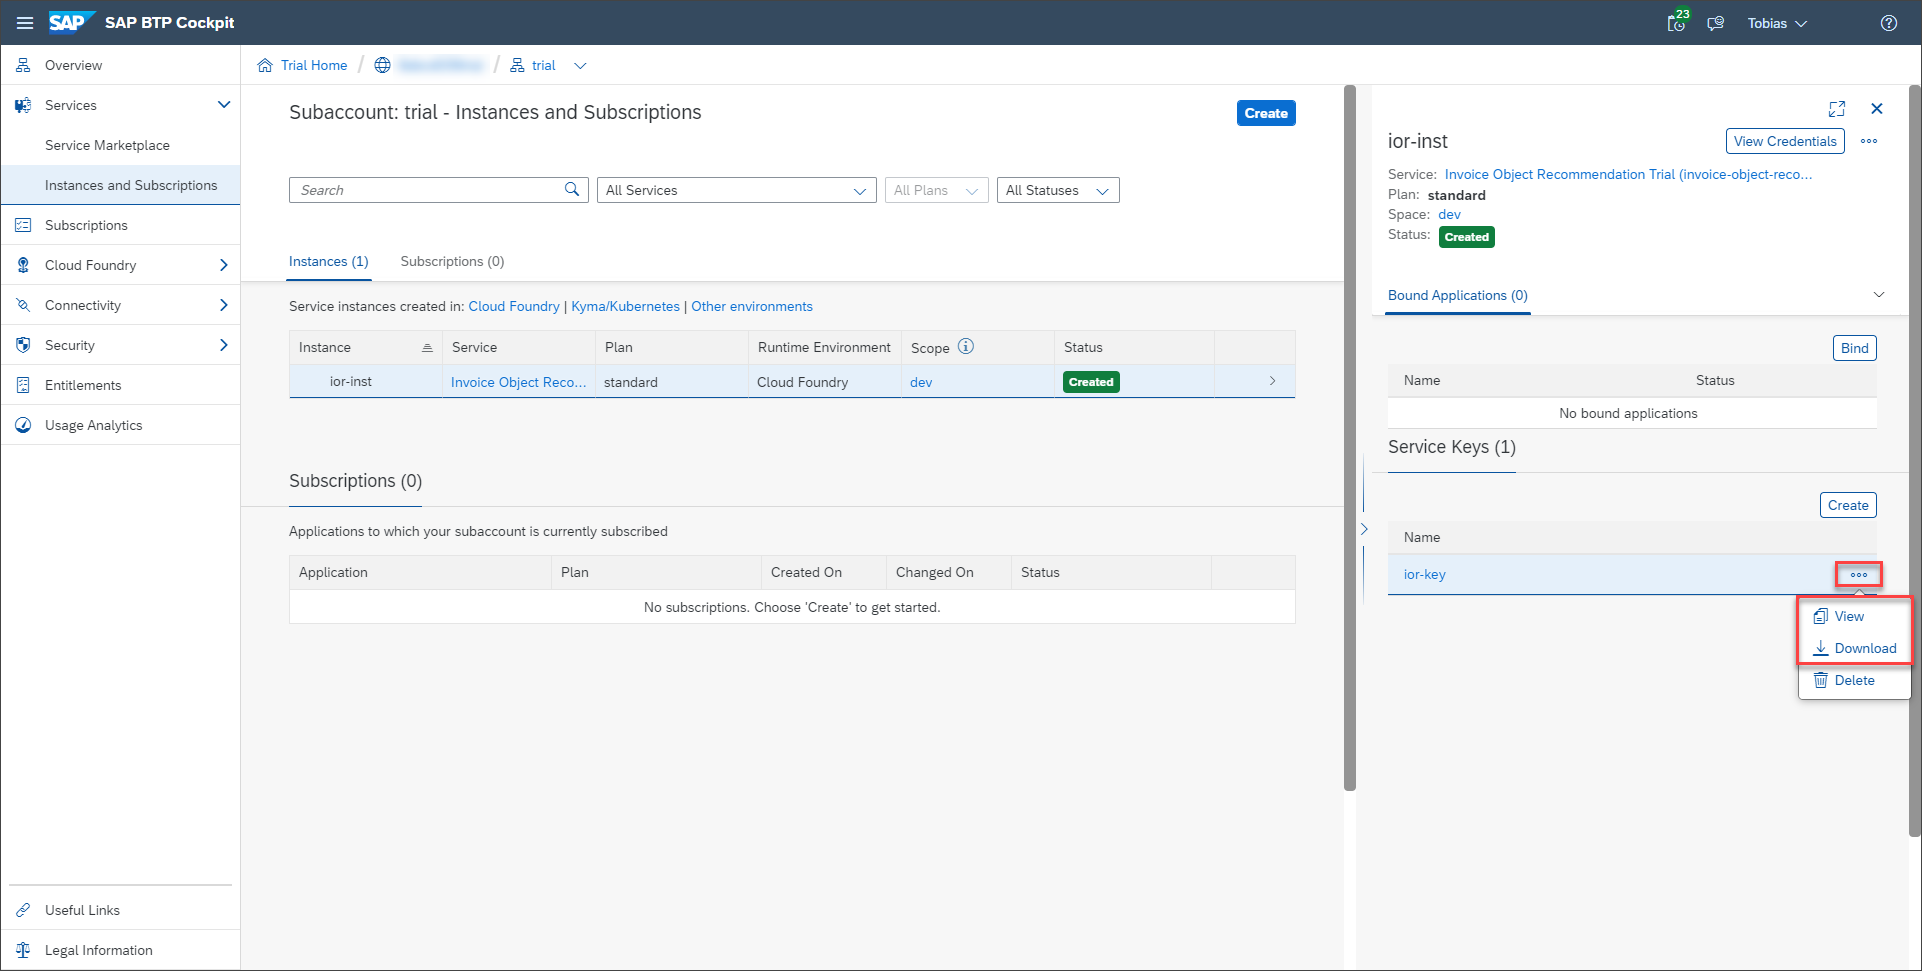 SAP SAP BTP Cockpit
23
Tobias
Overview
Services
Service Marketplace
Instances and Subscriptions
Subscriptions
Cloud Foundry
Connectivity
Security
Entitlements
Usage Analytics
Useful Links
Legal Information
Trial Home / / trial
Subaccount: trial - Instances and Subscriptions
Create
Search
All Services
All Plans
All Statuses
Instances (1)
Subscriptions (0)
Service instances created in: Cloud Foundry | Kyma/Kubernetes | Other environments
Instance Service Plan Runtime Environment Scope Status
ior-inst Invoice Object Reco... standard Cloud Foundry dev Created
Subscriptions (0)
Applications to which your subaccount is currently subscribed
Application Plan Created On Changed On Status
No subscriptions. Choose 'Create' to get started.
ior-inst
View Credentials
Service: Invoice Object Recommendation Trial (invoice-object-reco...
Plan: standard
Space: dev
Status: Created
Bound Applications (0)
Bind
Name Status
No bound applications
Service Keys (1)
Create
Name
ior-key
View
Download
Delete